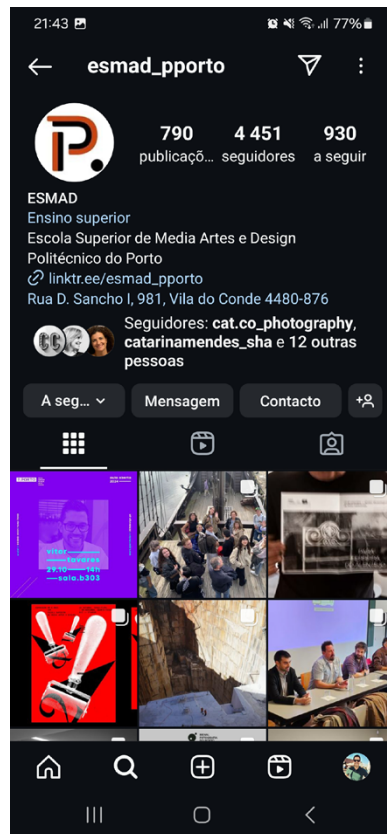 21:43
77%
esmad_pporto
P.
790 4 451 930
publicaçõ... seguidores a seguir
ESMAD
Ensino superior
Escola Superior de Media Artes e Design
Politécnico do Porto
linktr.ee/esmad_pporto
Rua D. Sancho I, 981, Vila do Conde 4480-876
Seguidores: cat.co_photography,
catarinamendes_sha e 12 outras
pessoas
A seg... Mensagem Contacto
P.PORTO
vitor
tavares
29.10 14h
sala.b303